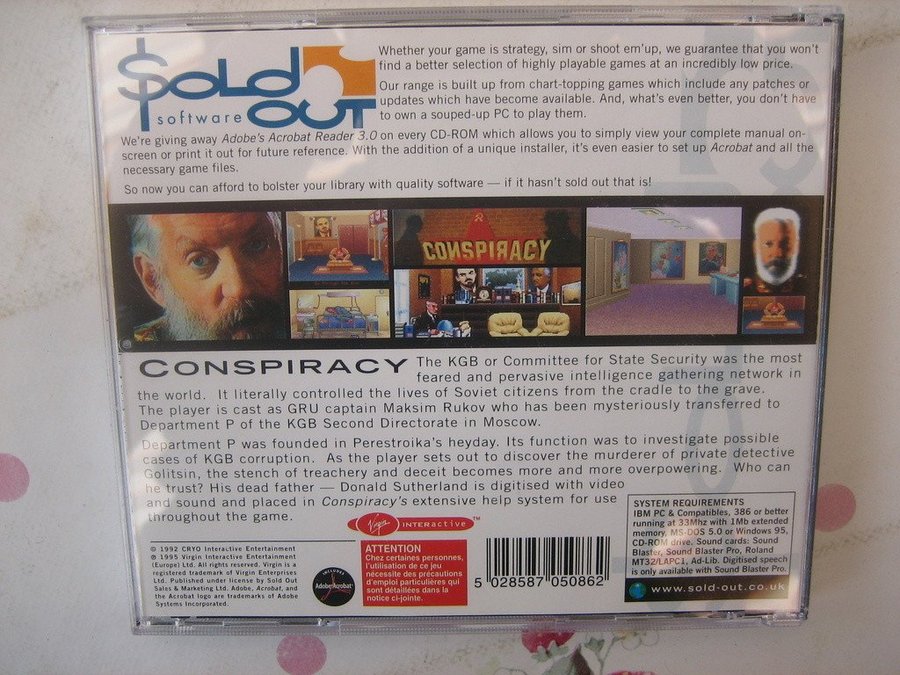 $OLD OUT
software
Whether your game is strategy, sim or shoot em'up, we guarantee that you won't
find a better selection of highly playable games at an incredibly low price.
Our range is built up from chart-topping games which include any patches or
updates which have become available. And, what's even better, you don't have
to own a souped-up PC to play them.
We're giving away Adobe's Acrobat Reader 3.0 on every CD-ROM which allows you to simply view your complete manual on-
screen or print it out for future reference. With the addition of a unique installer, it's even easier to set up Acrobat and all the
necessary game files.
So now you can afford to bolster your library with quality software — if it hasn't sold out that is!
CONSPIRACY
CONSPIRACY
The KGB or Committee for State Security was the most
feared and pervasive intelligence gathering network in
the world. It literally controlled the lives of Soviet citizens from the cradle to the grave.
The player is cast as GRU captain Maksim Rukov who has been mysteriously transferred to
Department P of the KGB Second Directorate in Moscow.
Department P was founded in Perestroika's heyday. Its function was to investigate possible
cases of KGB corruption. As the player sets out to discover the murderer of private detective
Golitsin, the stench of treachery and deceit becomes more and more overpowering. Who can
he trust? His dead father — Donald Sutherland is digitised with video
and sound and placed in Conspiracy's extensive help system for use
throughout the game.
Virgin INTERactive™
© 1992 CRYO Interactive Entertainment
© 1995 Virgin Interactive Entertainment
(Europe) Ltd. All rights reserved. Virgin is a
registered trademark of Virgin Enterprises
Ltd. Published under license by Sold Out
Sales & Marketing Ltd. Adobe, Acrobat, and
the Acrobat logo are trademarks of Adobe
Systems Incorporated.
INCLUDES
Adobe Acrobat
ATTENTION
Chez certaines personnes,
l'utilisation de ce jeu
nécessite des précautions
d'emploi particulières qui
sont détaillées dans la
notice ci-jointe.
5 028587 050862
SYSTEM REQUIREMENTS
IBM PC & Compatibles, 386 or better
running at 33Mhz with 1Mb extended
memory, MS-DOS 5.0 or Windows 95,
CD-ROM drive. Sound cards: Sound
Blaster, Sound Blaster Pro, Roland
MT32/LAPC1, Ad-Lib. Digitised speech
is only available with Sound Blaster Pro.
www.sold-out.co.uk